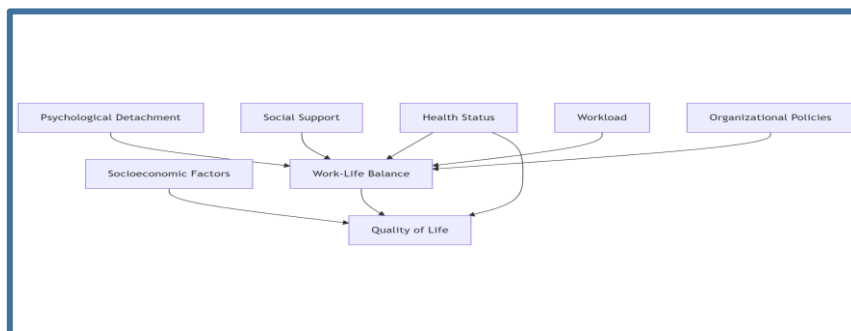 Psychological Detachment
Social Support
Health Status
Workload
Organizational Policies
Socioeconomic Factors
Work-Life Balance
Quality of Life